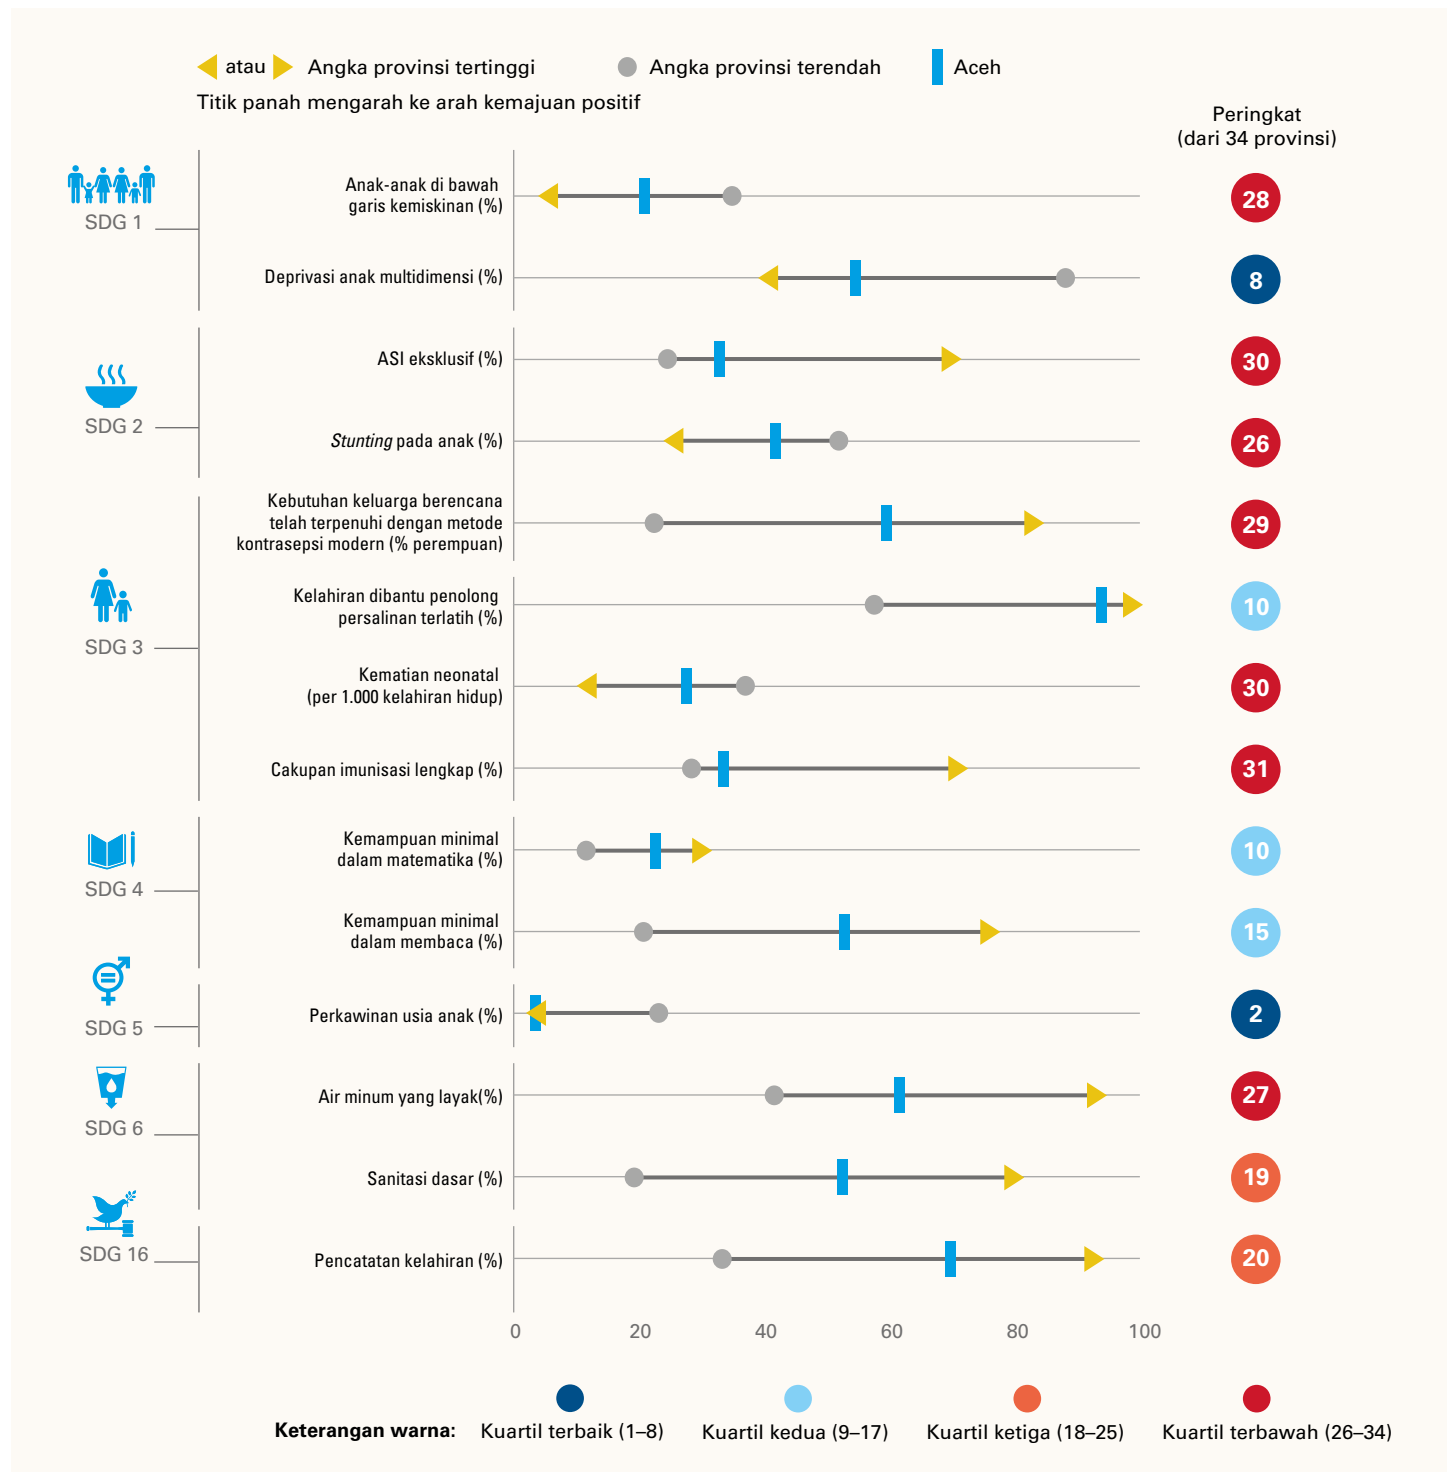 atau Angka provinsi tertinggi Angka provinsi terendah Aceh
Titik panah mengarah ke arah kemajuan positif
Peringkat
(dari 34 provinsi)
SDG 1
Anak-anak di bawah
garis kemiskinan (%)
28
Deprivasi anak multidimensi (%)
8
SDG 2
ASI eksklusif (%)
30
Stunting pada anak (%)
26
SDG 3
Kebutuhan keluarga berencana
telah terpenuhi dengan metode
kontrasepsi modern (% perempuan)
29
Kelahiran dibantu penolong
persalinan terlatih (%)
10
Kematian neonatal
(per 1.000 kelahiran hidup)
30
Cakupan imunisasi lengkap (%)
31
SDG 4
Kemampuan minimal
dalam matematika (%)
10
Kemampuan minimal
dalam membaca (%)
15
SDG 5
Perkawinan usia anak (%)
2
SDG 6
Air minum yang layak(%)
27
Sanitasi dasar (%)
19
SDG 16
Pencatatan kelahiran (%)
20
0 20 40 60 80 100
Keterangan warna: Kuartil terbaik (1–8) Kuartil kedua (9–17) Kuartil ketiga (18–25) Kuartil terbawah (26–34)